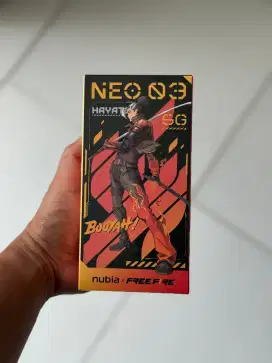 NEO 03
HAYATO
5G
BOOYAH!
nubia x FREE FIRE